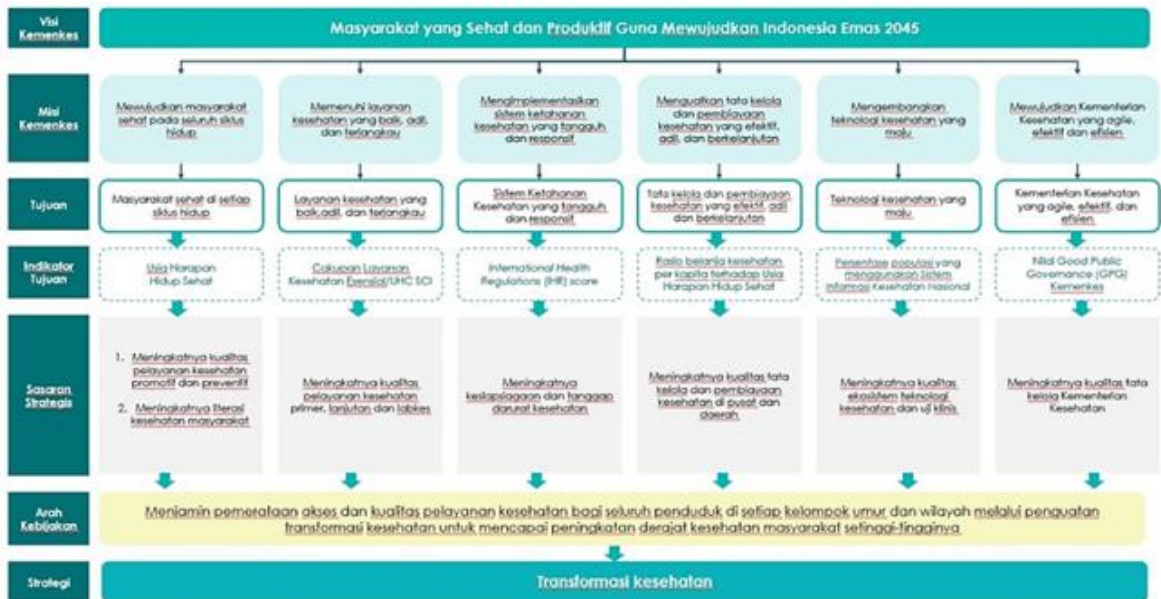 Visi
Kemenkes
Masyarakat yang Sehat dan Produktif Guna Mewujudkan Indonesia Emas 2045
Misi
Kemenkes
Mewujudkan masyarakat
sehat pada seluruh siklus
hidup
Memenuhi layanan
kesehatan yang baik, adil,
dan terjangkau
Mengimplementasikan
sistem ketahanan
kesehatan yang tangguh
dan responsif
Menguatkan tata kelola
dan pembiayaan
kesehatan yang efektif,
adil, dan berkelanjutan
Mengembangkan
teknologi kesehatan yang
maju
Mewujudkan Kementerian
Kesehatan yang agile,
efektif dan efisien
Tujuan
Masyarakat sehat di setiap
siklus hidup
Layanan kesehatan yang
baik,adil, dan terjangkau
Sistem Ketahanan
Kesehatan yang tangguh
dan responsif
Tata kelola dan pembiayaan
kesehatan yang efektif, adil
dan berkelanjutan
Teknologi kesehatan yang
maju
Kementerian Kesehatan
yang agile, efektif, dan
efisien
Indikator
Tujuan
Usia Harapan
Hidup Sehat
Cakupan Layanan
Kesehatan Esensial/UHC SCI
International Health
Regulations (IHR) score
Rasio belanja kesehatan
per kapita terhadap Usia
Harapan Hidup Sehat
Persentase populasi yang
menggunakan Sistem
Informasi Kesehatan Nasional
Nilai Good Public
Governance (GPG)
Kemenkes
Sasaran
Strategis
1. Meningkatnya kualitas
pelayanan kesehatan
promotif dan preventif
2. Meningkatnya literasi
kesehatan masyarakat
Meningkatnya kualitas
pelayanan kesehatan
primer, lanjutan dan labkes
Meningkatnya
kesiapsiagaan dan tanggap
darurat kesehatan
Meningkatnya kualitas tata
kelola dan pembiayaan
kesehatan di pusat dan
daerah
Meningkatnya kualitas
ekosistem teknologi
kesehatan dan uji klinis
Meningkatnya kualitas tata
kelola Kementerian
Kesehatan
Arah
Kebijakan
Menjamin pemerataan akses dan kualitas pelayanan kesehatan bagi seluruh penduduk di setiap kelompok umur dan wilayah melalui penguatan
transformasi kesehatan untuk mencapai peningkatan derajat kesehatan masyarakat setinggi-tingginya
Strategi
Transformasi kesehatan